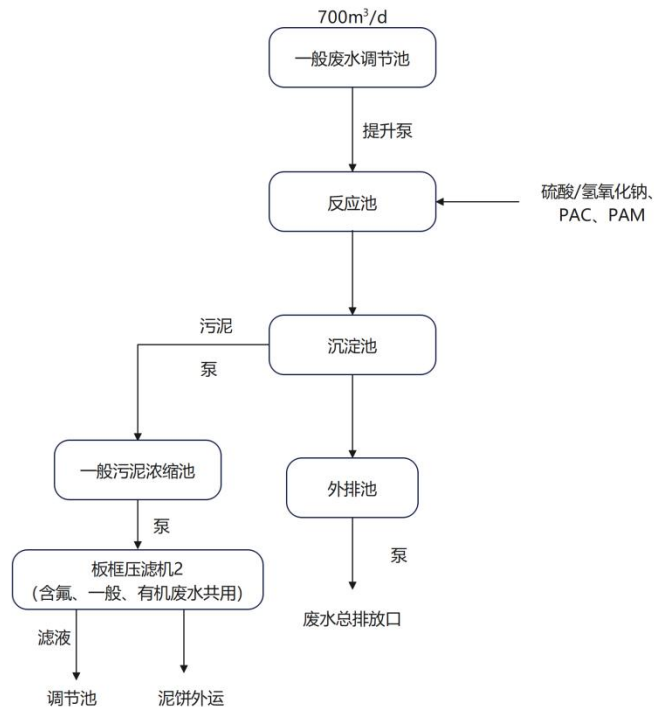 700m³/d
一般废水调节池
提升泵
反应池
硫酸/氢氧化钠、
PAC、PAM
污泥
沉淀池
泵
一般污泥浓缩池
外排池
泵
泵
板框压滤机2
（含氟、一般、有机废水共用）
废水总排放口
滤液
调节池
泥饼外运